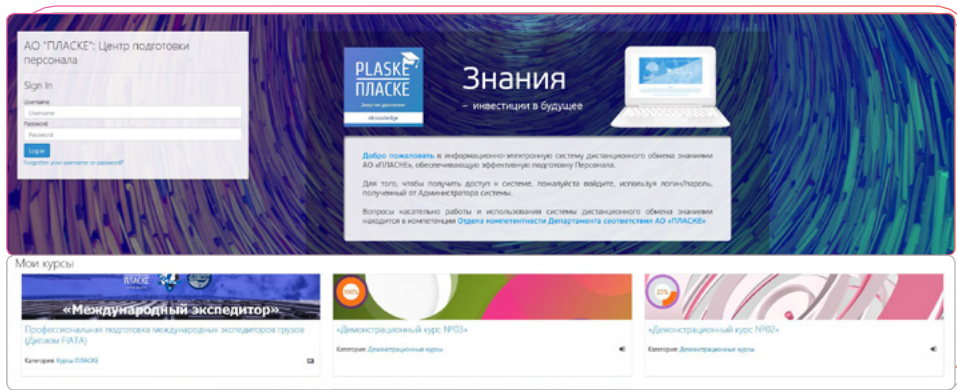 АО "ПЛАСКЕ": Центр подготовки
персонала
Sign In
Username
Username
Password
Password
Log in
Forgotten your username or password?
PLASKE
ПЛАСКЕ
Энергия движения
eKnowledge
Знания
– инвестиции в будущее
Добро пожаловать в информационно-электронную систему дистанционного обмена знаниями
АО «ПЛАСКЕ», обеспечивающую эффективную подготовку Персонала.
Для того, чтобы получить доступ к системе, пожалуйста войдите, используя логин/пароль,
полученный от Администратора системы.
Вопросы касательно работы и использования системы дистанционного обмена знаниями
находится в компетенции Отдела компетентности Департамента соответствия АО «ПЛАСКЕ»
Мои курсы
ПЛАСКЕ
«Международный экспедитор»
Профессиональная подготовка международных экспедиторов грузов
(Диплом FIATA)
Категория: Курсы ПЛАСКЕ
100%
«Демонстрационный курс №03»
Категория: Демонстрационные курсы
25%
«Демонстрационный курс №02»
Категория: Демонстрационные курсы